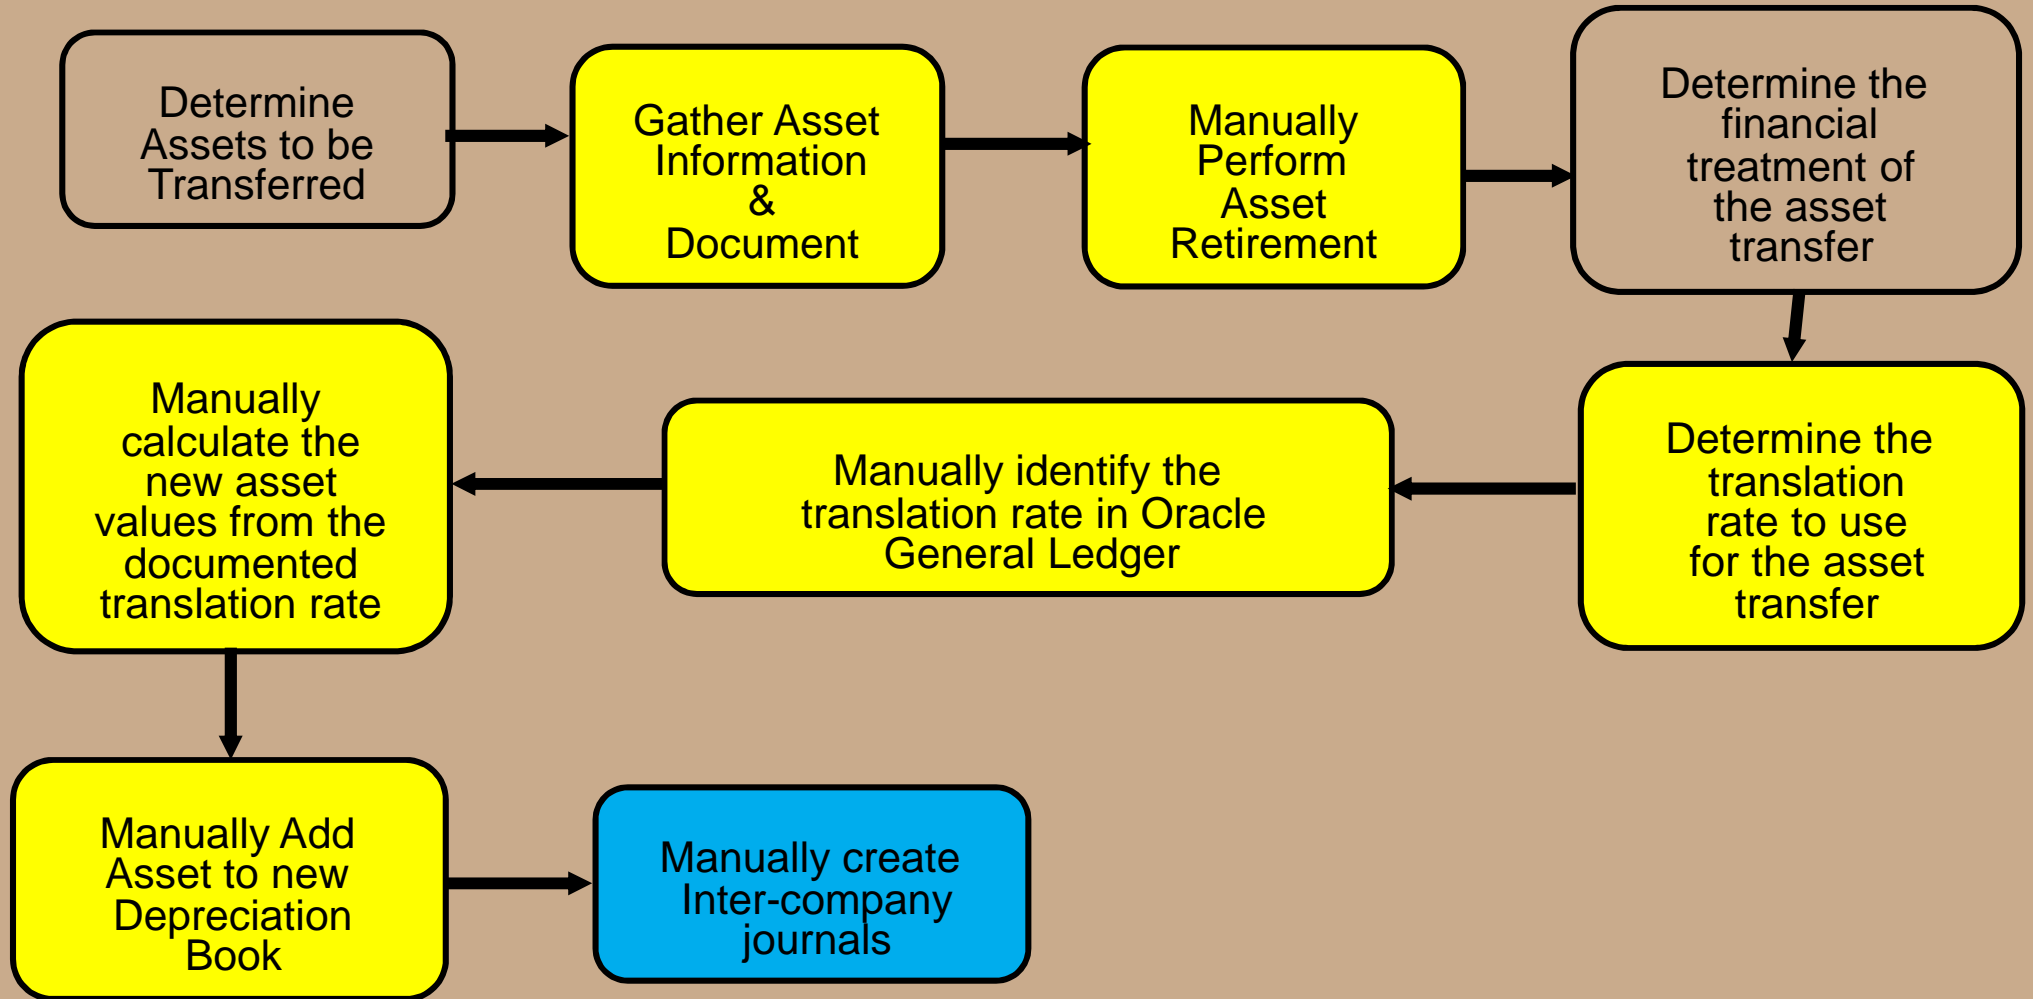 Determine
Assets to be
Transferred
Gather Asset
Information
&
Document
Manually
Perform
Asset
Retirement
Determine the
financial
treatment of
the asset
transfer
Determine the
translation
rate to use
for the asset
transfer
Manually identify the
translation rate in Oracle
General Ledger
Manually
calculate the
new asset
values from the
documented
translation rate
Manually Add
Asset to new
Depreciation
Book
Manually create
Inter-company
journals